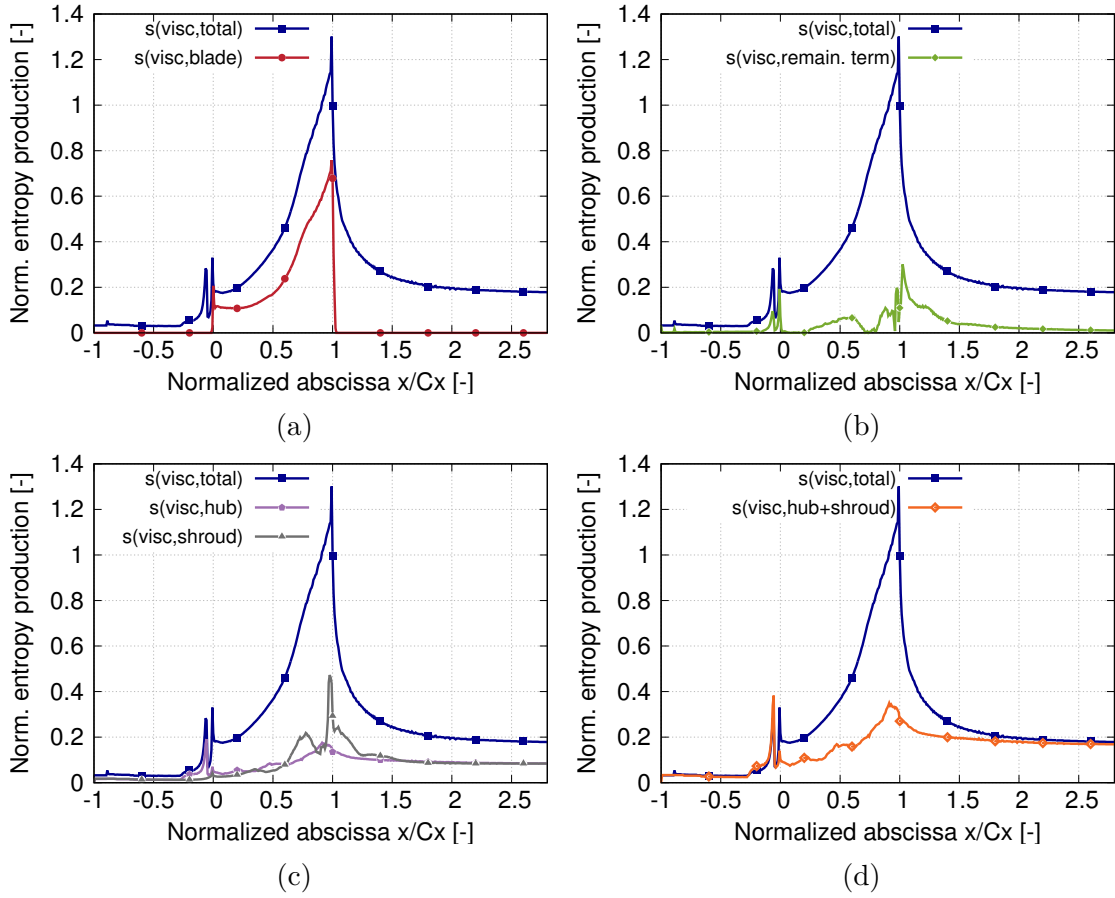 1.4
1.2
1
0.8
0.6
0.4
0.2
0
Norm. entropy production [-]
s(visc,total)
s(visc,blade)
-1 -0.5 0 0.5 1 1.5 2 2.5
Normalized abscissa x/Cx [-]
(a)
1.4
1.2
1
0.8
0.6
0.4
0.2
0
Norm. entropy production [-]
s(visc,total)
s(visc,remain. term)
-1 -0.5 0 0.5 1 1.5 2 2.5
Normalized abscissa x/Cx [-]
(b)
1.4
1.2
1
0.8
0.6
0.4
0.2
0
Norm. entropy production [-]
s(visc,total)
s(visc,hub)
s(visc,shroud)
-1 -0.5 0 0.5 1 1.5 2 2.5
Normalized abscissa x/Cx [-]
(c)
1.4
1.2
1
0.8
0.6
0.4
0.2
0
Norm. entropy production [-]
s(visc,total)
s(visc,hub+shroud)
-1 -0.5 0 0.5 1 1.5 2 2.5
Normalized abscissa x/Cx [-]
(d)